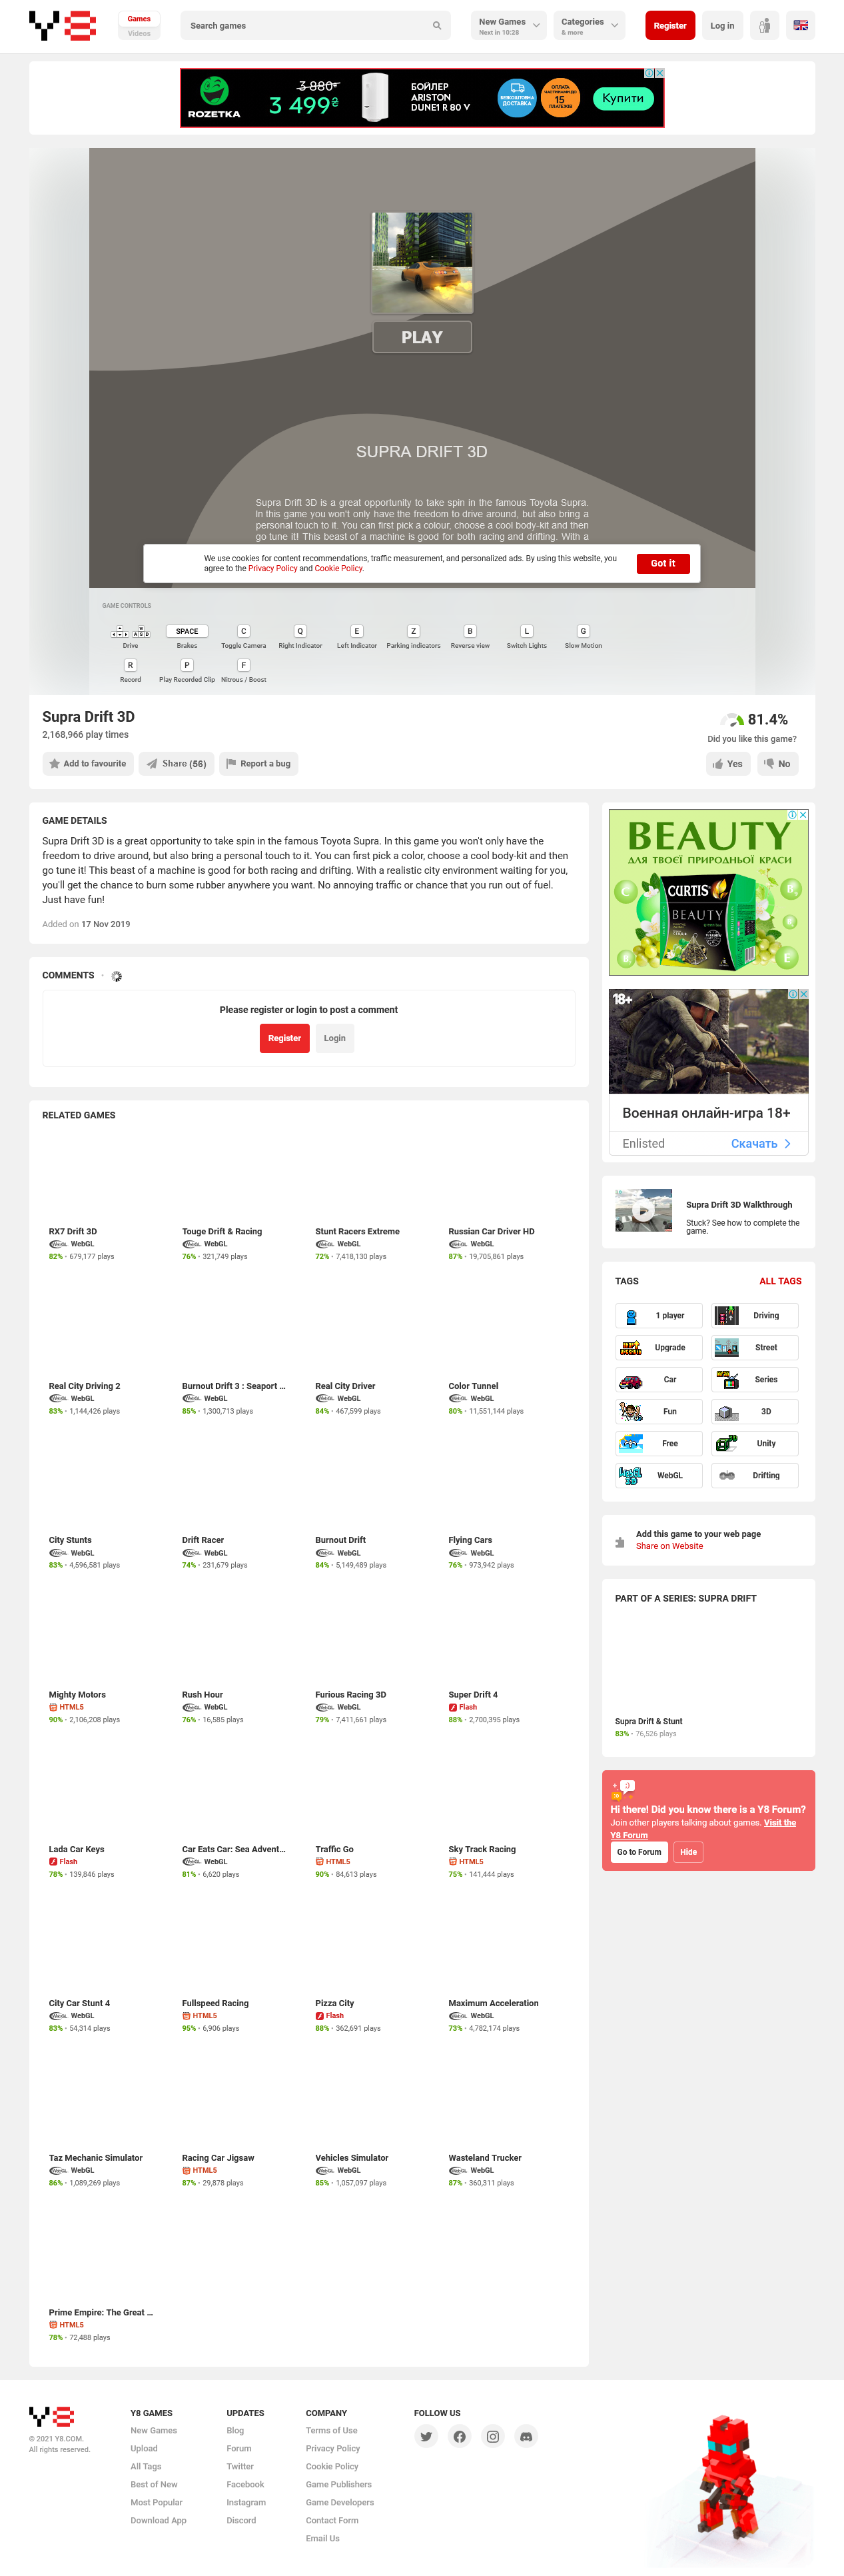 Y8
Games
Videos
Search games
New Games
Next in 10:28
Categories
& more
Register
Log in
ROZETKA
3 880₴
3 499₴
БОЙЛЕР
ARISTON
DUNE1 R 80 V
БЕЗКОШТОВНА
ДОСТАВКА
ОПЛАТА
ЧАСТИНАМИ ДО
15
ПЛАТЕЖІВ
Купити
PLAY
SUPRA DRIFT 3D
Supra Drift 3D is a great opportunity to take spin in the famous Toyota Supra.
In this game you won't only have the freedom to drive around, but also bring a
personal touch to it. You can first pick a colour, choose a cool body-kit and then
go tune it! This beast of a machine is good for both racing and drifting. With a
We use cookies for content recommendations, traffic measurement, and personalized ads. By using this website, you
agree to the Privacy Policy and Cookie Policy.
Got it
GAME CONTROLS
W
A S D
Drive
SPACE
Brakes
C
Toggle Camera
Q
Right Indicator
E
Left Indicator
Z
Parking indicators
B
Reverse view
L
Switch Lights
G
Slow Motion
R
Record
P
Play Recorded Clip
F
Nitrous / Boost
Supra Drift 3D
2,168,966 play times
81.4%
Did you like this game?
Add to favourite
Share (56)
Report a bug
Yes
No
GAME DETAILS
Supra Drift 3D is a great opportunity to take spin in the famous Toyota Supra. In this game you won't only have the
freedom to drive around, but also bring a personal touch to it. You can first pick a color, choose a cool body-kit and then
go tune it! This beast of a machine is good for both racing and drifting. With a realistic city environment waiting for you,
you'll get the chance to burn some rubber anywhere you want. No annoying traffic or chance that you run out of fuel.
Just have fun!
Added on 17 Nov 2019
COMMENTS •
Please register or login to post a comment
Register
Login
RELATED GAMES
RX7 Drift 3D
WebGL
82% • 679,177 plays
Touge Drift & Racing
WebGL
76% • 321,749 plays
Stunt Racers Extreme
WebGL
72% • 7,418,130 plays
Russian Car Driver HD
WebGL
87% • 19,705,861 plays
Real City Driving 2
WebGL
83% • 1,144,426 plays
Burnout Drift 3 : Seaport ...
WebGL
85% • 1,300,713 plays
Real City Driver
WebGL
84% • 467,599 plays
Color Tunnel
WebGL
80% • 11,551,144 plays
City Stunts
WebGL
83% • 4,596,581 plays
Drift Racer
WebGL
74% • 231,679 plays
Burnout Drift
WebGL
84% • 5,149,489 plays
Flying Cars
WebGL
76% • 973,942 plays
Mighty Motors
HTML5
90% • 2,106,208 plays
Rush Hour
WebGL
76% • 16,585 plays
Furious Racing 3D
WebGL
79% • 7,411,661 plays
Super Drift 4
Flash
88% • 2,700,395 plays
Lada Car Keys
Flash
78% • 139,846 plays
Car Eats Car: Sea Advent...
WebGL
81% • 6,620 plays
Traffic Go
HTML5
90% • 84,613 plays
Sky Track Racing
HTML5
75% • 141,444 plays
City Car Stunt 4
WebGL
83% • 54,314 plays
Fullspeed Racing
HTML5
95% • 6,906 plays
Pizza City
Flash
88% • 362,691 plays
Maximum Acceleration
WebGL
73% • 4,782,174 plays
Taz Mechanic Simulator
WebGL
86% • 1,089,269 plays
Racing Car Jigsaw
HTML5
87% • 29,878 plays
Vehicles Simulator
WebGL
85% • 1,057,097 plays
Wasteland Trucker
WebGL
87% • 360,311 plays
Prime Empire: The Great ...
HTML5
78% • 72,488 plays
BEAUTY
ДЛЯ ТВОЄЇ ПРИРОДНЬОЇ КРАСИ
CURTIS
BEAUTY
18+
Военная онлайн-игра 18+
Enlisted
Скачать
Supra Drift 3D Walkthrough
Stuck? See how to complete the
game.
TAGS
ALL TAGS
1 player
Driving
Upgrade
Street
Car
Series
Fun
3D
Free
Unity
WebGL
Drifting
Add this game to your web page
Share on Website
PART OF A SERIES: SUPRA DRIFT
Supra Drift & Stunt
83% • 76,526 plays
Hi there! Did you know there is a Y8 Forum?
Join other players talking about games. Visit the
Y8 Forum
Go to Forum
Hide
Y8
© 2021 Y8.COM.
All rights reserved.
Y8 GAMES
New Games
Upload
All Tags
Best of New
Most Popular
Download App
UPDATES
Blog
Forum
Twitter
Facebook
Instagram
Discord
COMPANY
Terms of Use
Privacy Policy
Cookie Policy
Game Publishers
Game Developers
Contact Form
Email Us
FOLLOW US